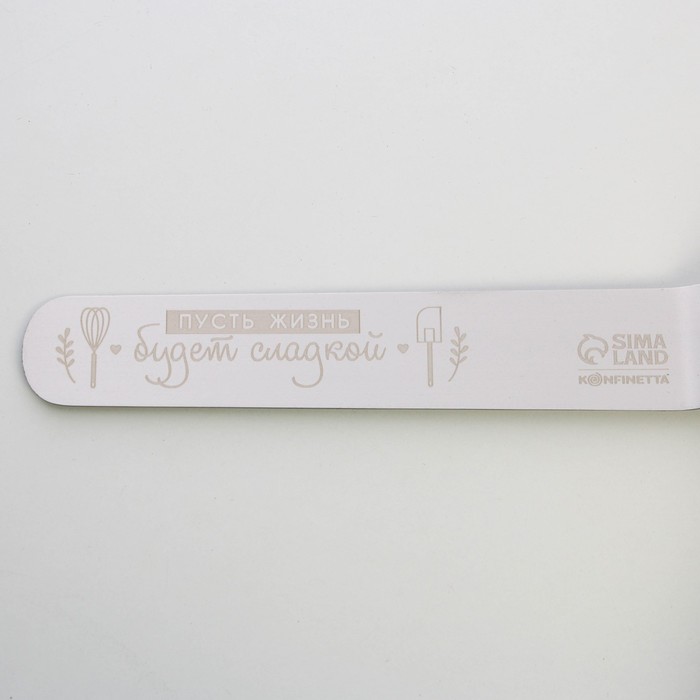 ПУСТЬ ЖИЗНЬ
будет сладкой
SIMA
LAND
KONFINETTA